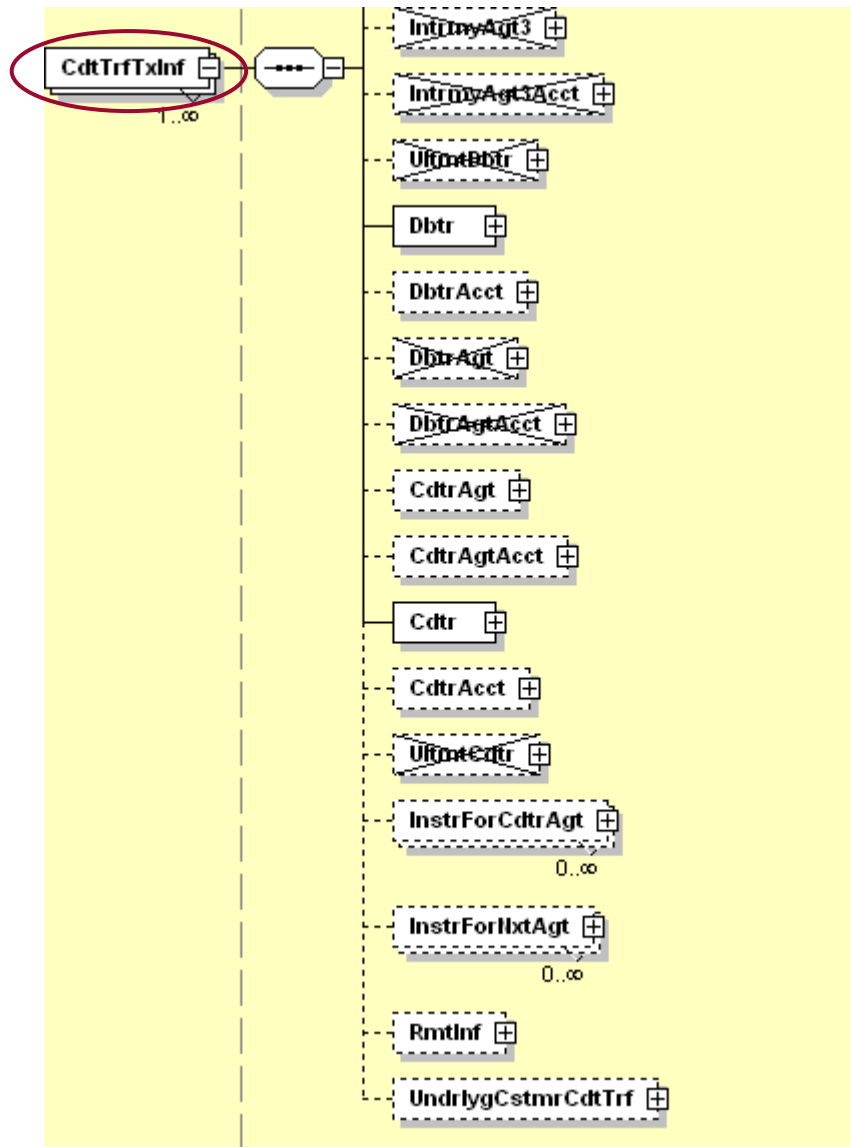 IntrmyAgt3
CdtTrfTxInf
1..∞
IntrmyAgt3Acct
UltmtDbtr
Dbtr
DbtrAcct
DbtrAgt
DbtrAgtAcct
CdtrAgt
CdtrAgtAcct
Cdtr
CdtrAcct
UltmtCdtr
InstrForCdtrAgt
0..∞
InstrForNxtAgt
0..∞
RmtInf
UndrlygCstmrCdtTrf